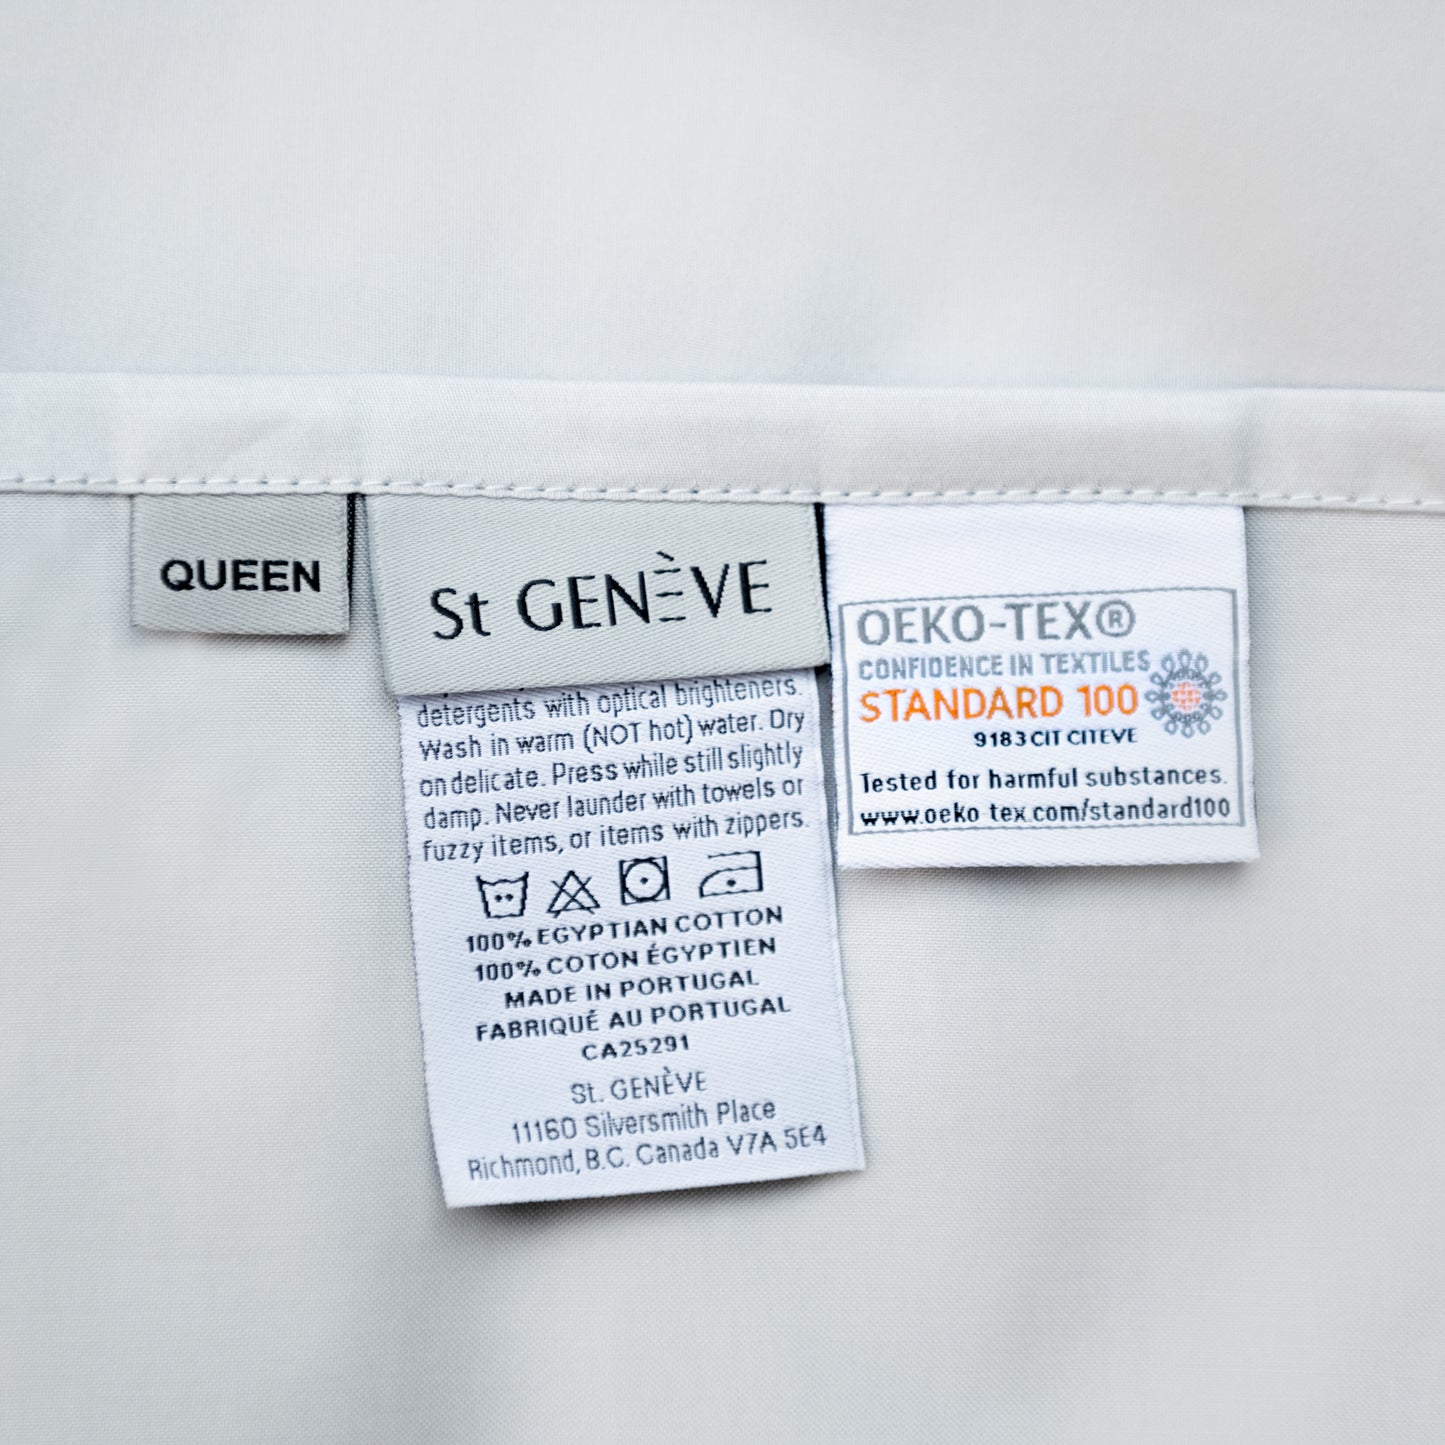 QUEEN
St GENÈVE
detergents with optical brighteners.
Wash in warm (NOT hot) water. Dry
on delicate. Press while still slightly
damp. Never launder with towels or
fuzzy items, or items with zippers.
100% EGYPTIAN COTTON
100% COTON ÉGYPTIEN
MADE IN PORTUGAL
FABRIQUÉ AU PORTUGAL
CA25291
St. GENÈVE
11160 Silversmith Place
Richmond, B.C. Canada V7A 5E4
OEKO-TEX®
CONFIDENCE IN TEXTILES
STANDARD 100
9183CIT CITEVE
Tested for harmful substances.
www.oeko-tex.com/standard100